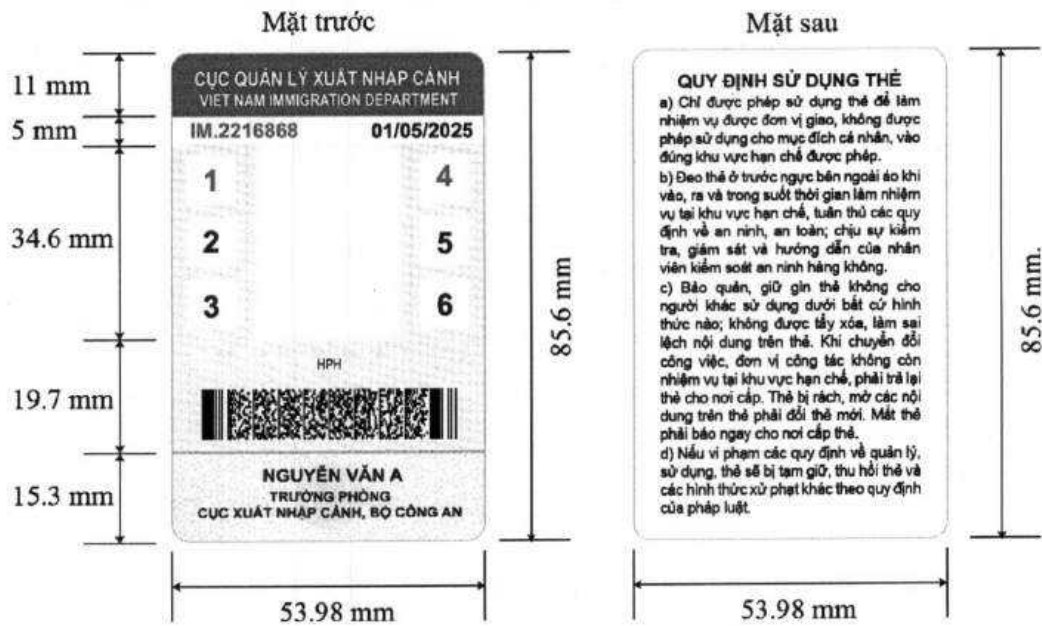 Mặt trước
Mặt sau
11 mm
5 mm
34.6 mm
19.7 mm
15.3 mm
CỤC QUẢN LÝ XUẤT NHẬP CẢNH
VIET NAM IMMIGRATION DEPARTMENT
IM.2216868 01/05/2025
1 4
2 5
3 6
HPH
NGUYỄN VĂN A
TRƯỞNG PHÒNG
CỤC XUẤT NHẬP CẢNH, BỘ CÔNG AN
85.6 mm
53.98 mm
QUY ĐỊNH SỬ DỤNG THẺ
a) Chỉ được phép sử dụng thẻ để làm
nhiệm vụ được đơn vị giao, không được
phép sử dụng cho mục đích cá nhân, vào
đúng khu vực hạn chế được phép.
b) Đeo thẻ ở trước ngực bên ngoài áo khi
vào, ra và trong suốt thời gian làm nhiệm
vụ tại khu vực hạn chế, tuân thủ các quy
định về an ninh, an toàn; chịu sự kiểm
tra, giám sát và hướng dẫn của nhân
viên kiểm soát an ninh hàng không.
c) Bảo quản, giữ gìn thẻ không cho
người khác sử dụng dưới bất cứ hình
thức nào; không được tẩy xóa, làm sai
lệch nội dung trên thẻ. Khi chuyển đổi
công việc, đơn vị công tác không còn
nhiệm vụ tại khu vực hạn chế, phải trả lại
thẻ cho nơi cấp. Thẻ bị rách, mờ các nội
dung trên thẻ phải đổi thẻ mới. Mất thẻ
phải báo ngay cho nơi cấp thẻ.
d) Nếu vi phạm các quy định về quản lý,
sử dụng, thẻ sẽ bị tạm giữ, thu hồi thẻ và
các hình thức xử phạt khác theo quy định
của pháp luật.
85.6 mm.
53.98 mm